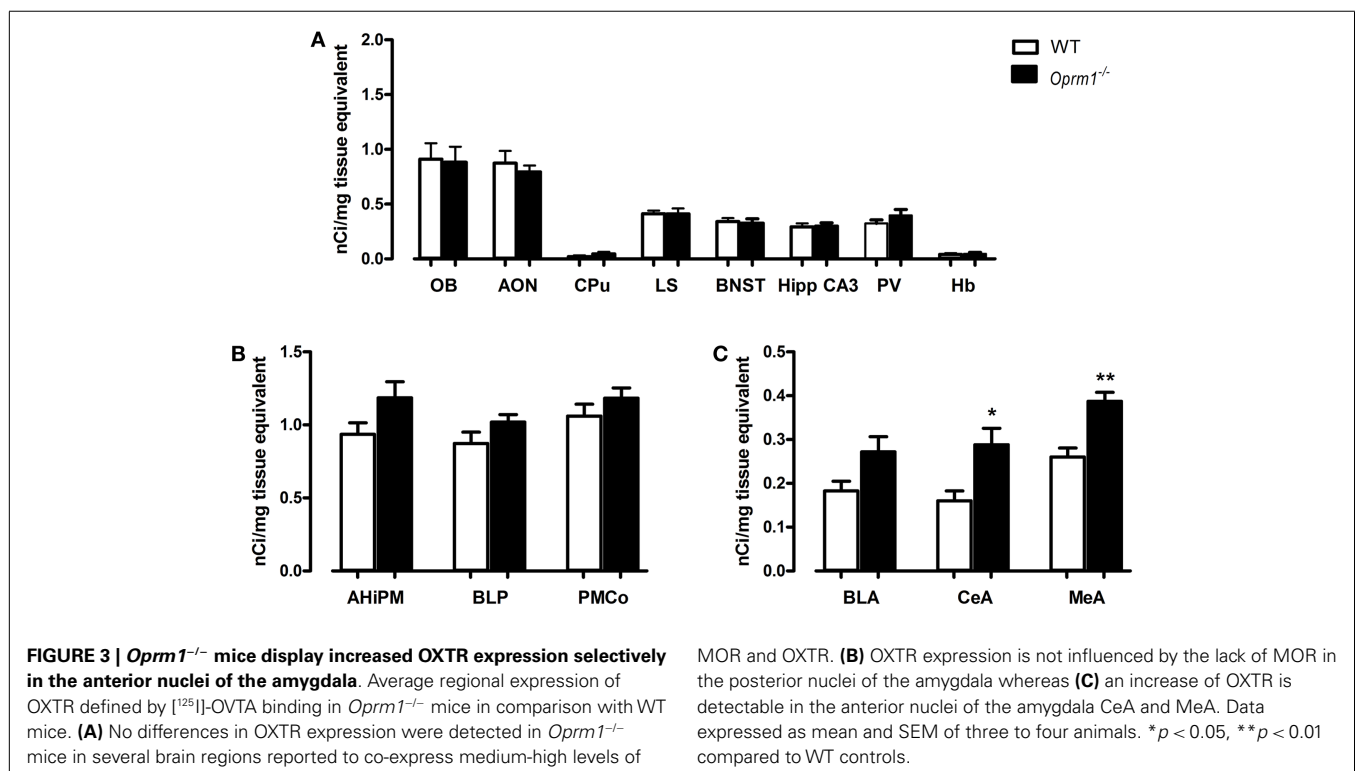 A
2.0
1.5
1.0
0.5
0.0
nCi/mg tissue equivalent
OB AON CPu LS BNST Hipp CA3 PV Hb
WT
Oprm1-/-
B
1.5
1.0
0.5
0.0
nCi/mg tissue equivalent
AHiPM BLP PMCo
C
0.5
0.4
0.3
0.2
0.1
0.0
nCi/mg tissue equivalent
*
**
BLA CeA MeA
FIGURE 3 | Oprm1−/− mice display increased OXTR expression selectively
in the anterior nuclei of the amygdala. Average regional expression of
OXTR defined by [125I]-OVTA binding in Oprm1−/− mice in comparison with WT
mice. (A) No differences in OXTR expression were detected in Oprm1−/−
mice in several brain regions reported to co-express medium-high levels of
MOR and OXTR. (B) OXTR expression is not influenced by the lack of MOR in
the posterior nuclei of the amygdala whereas (C) an increase of OXTR is
detectable in the anterior nuclei of the amygdala CeA and MeA. Data
expressed as mean and SEM of three to four animals. *p < 0.05, **p < 0.01
compared to WT controls.